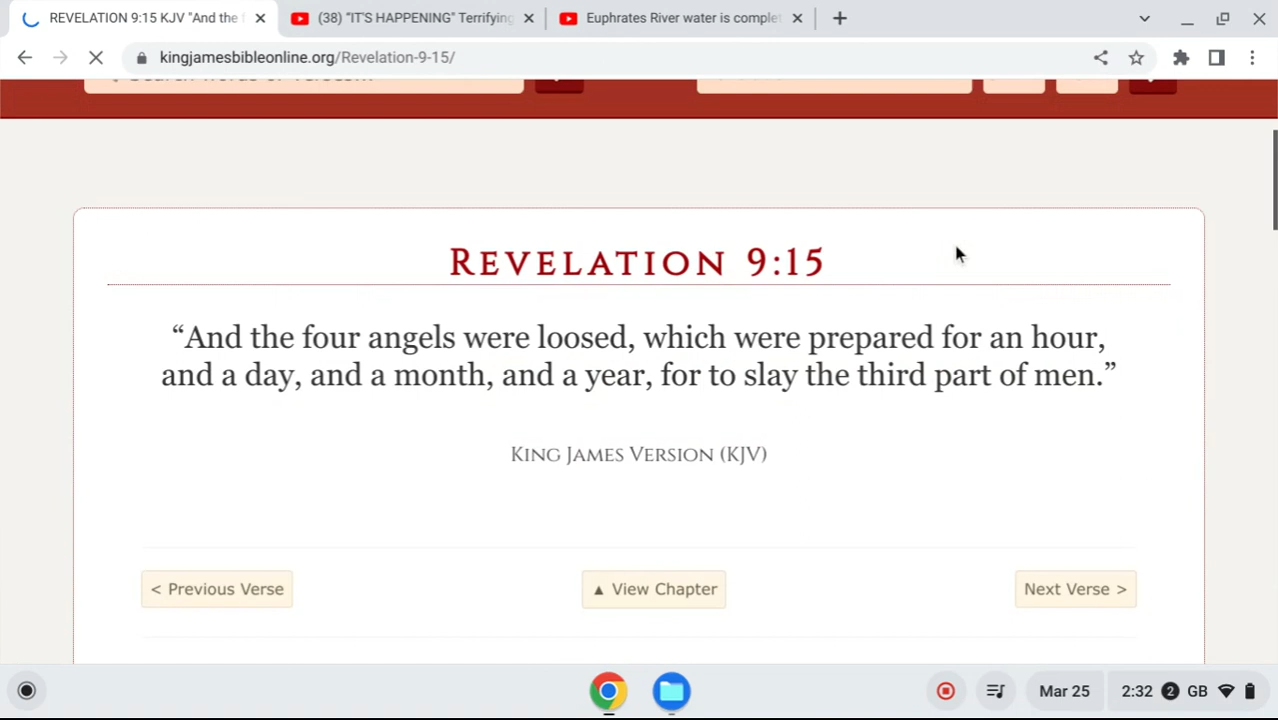 REVELATION 9:15 KJV "And the f
(38) "IT'S HAPPENING" Terrifying
Euphrates River water is complet
kingjamesbibleonline.org/Revelation-9-15/
REVELATION 9:15
“And the four angels were loosed, which were prepared for an hour,
and a day, and a month, and a year, for to slay the third part of men.”
KING JAMES VERSION (KJV)
< Previous Verse
▲ View Chapter
Next Verse >
Mar 25
2:32 2 GB